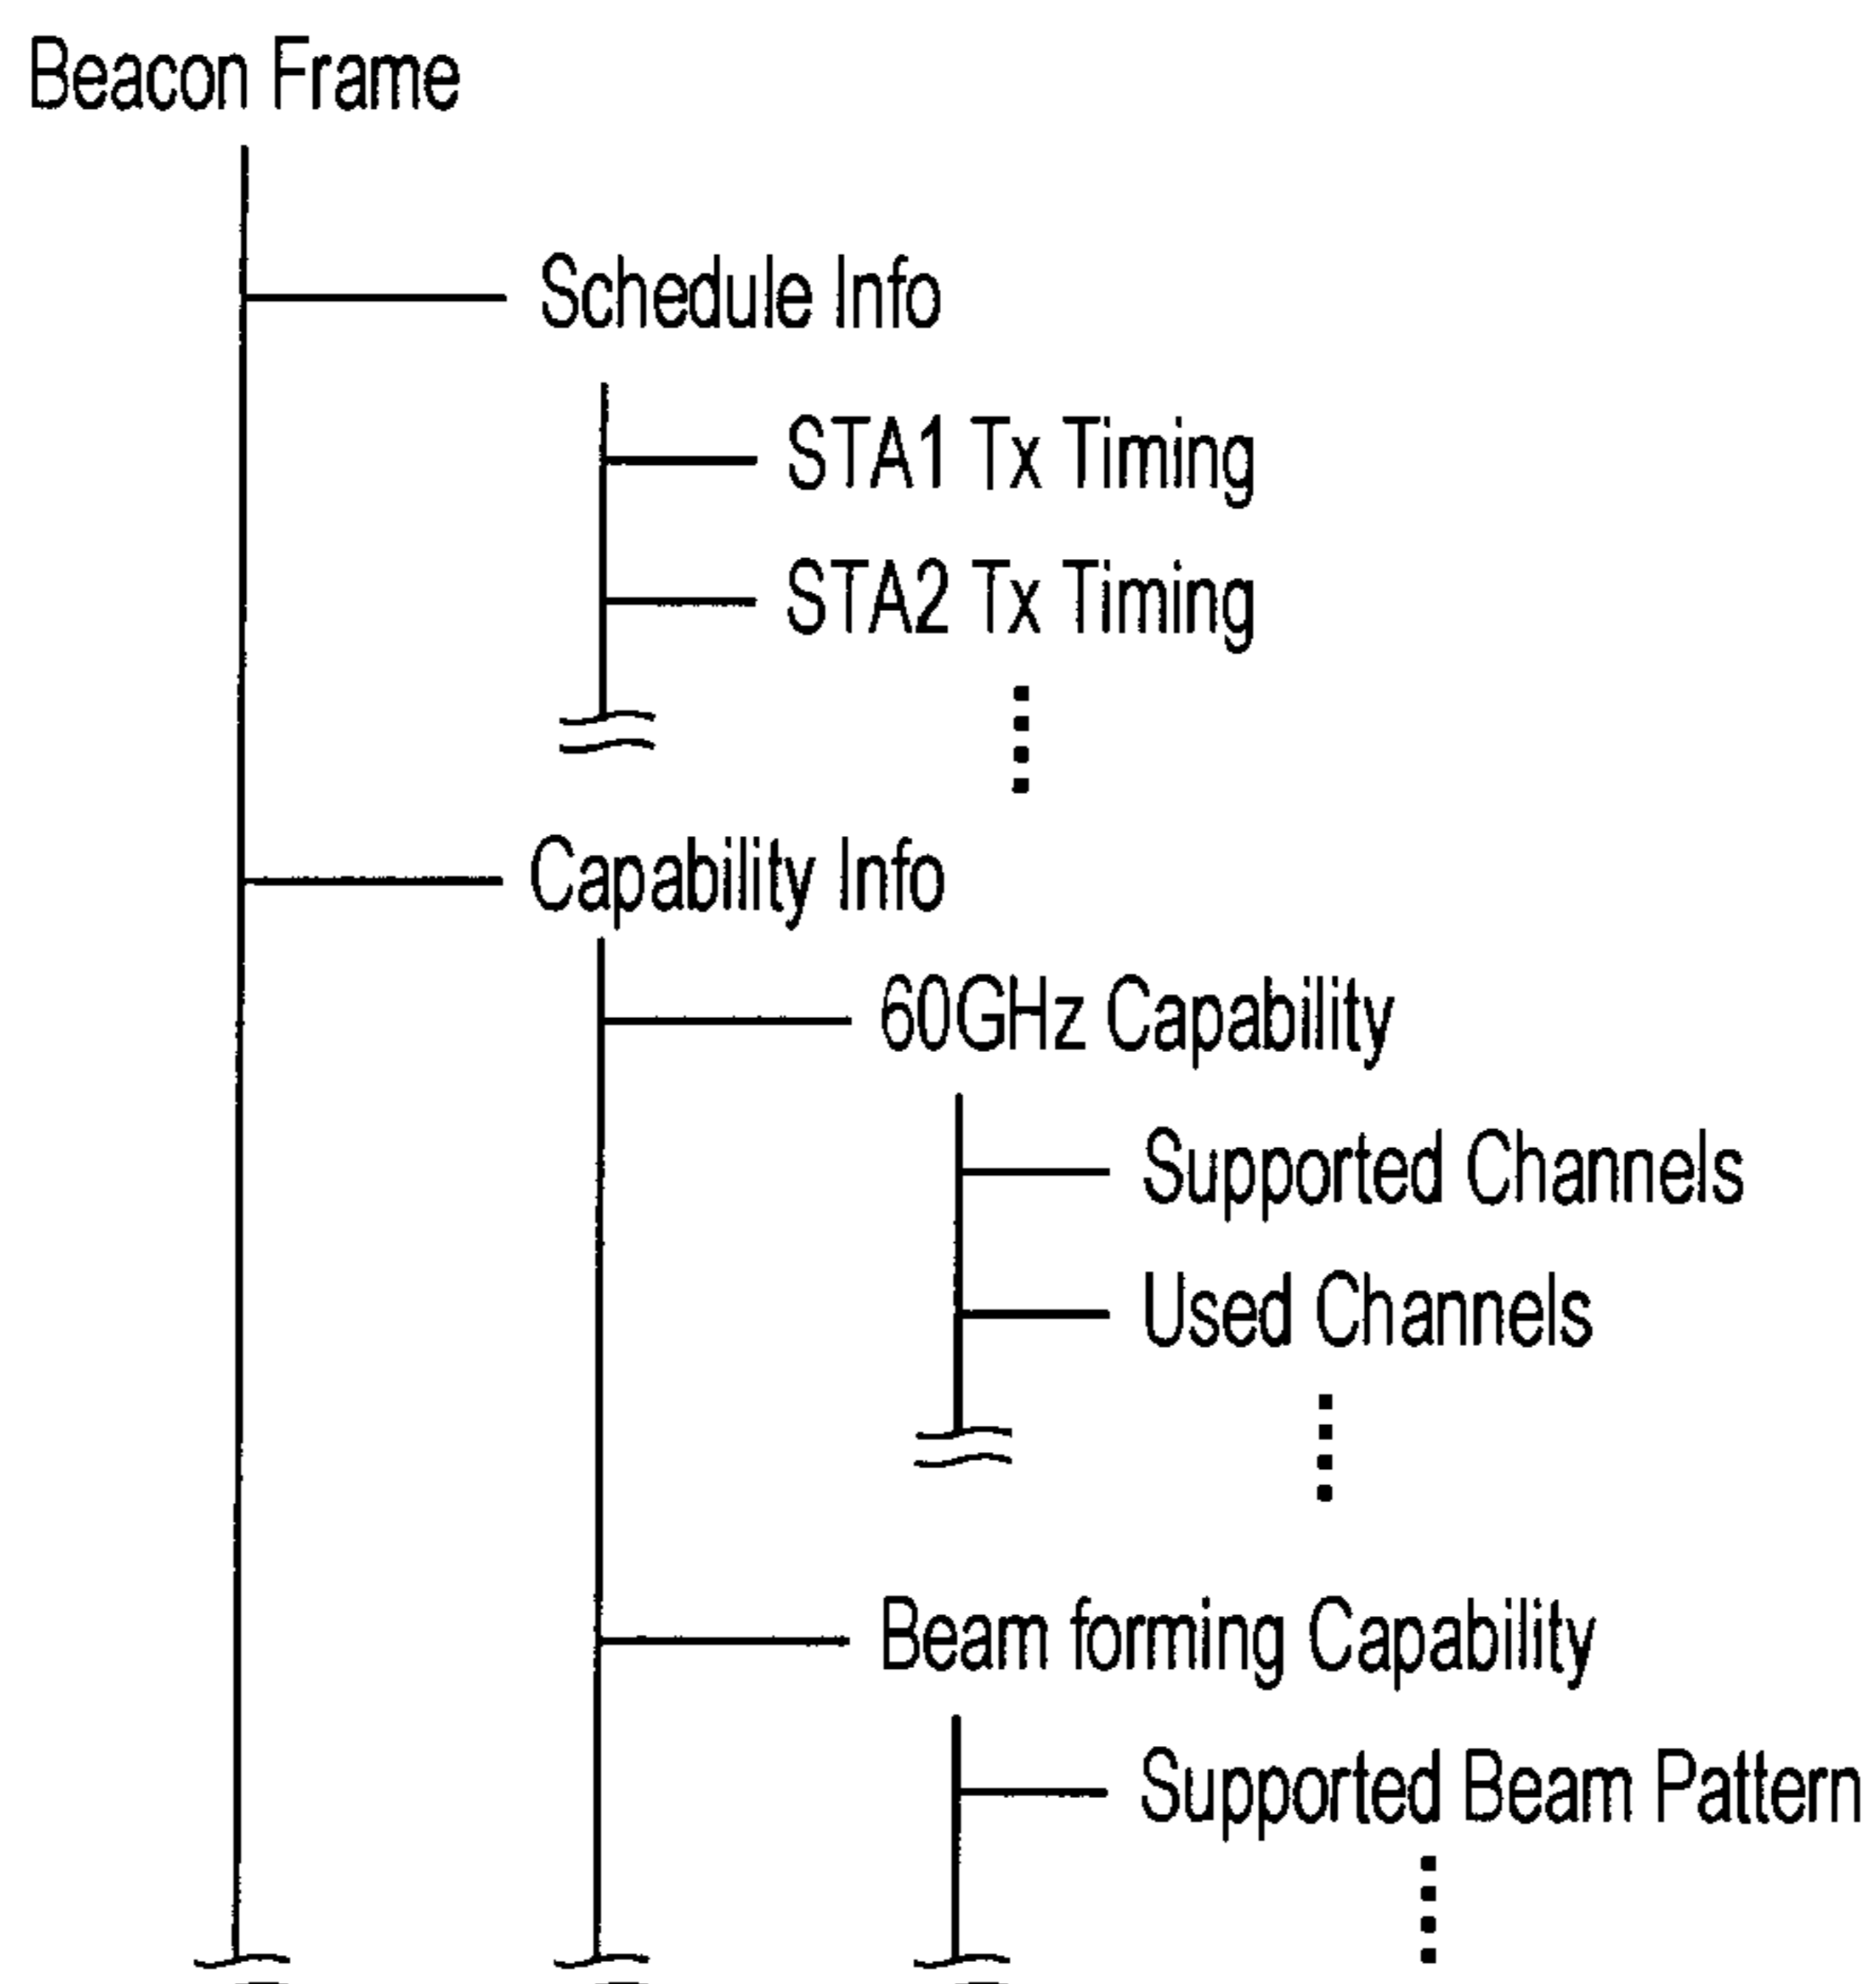 Beacon Frame
Schedule Info
STA1 Tx Timing
STA2 Tx Timing
Capability Info
60GHz Capability
Supported Channels
Used Channels
Beam forming Capability
Supported Beam Pattern